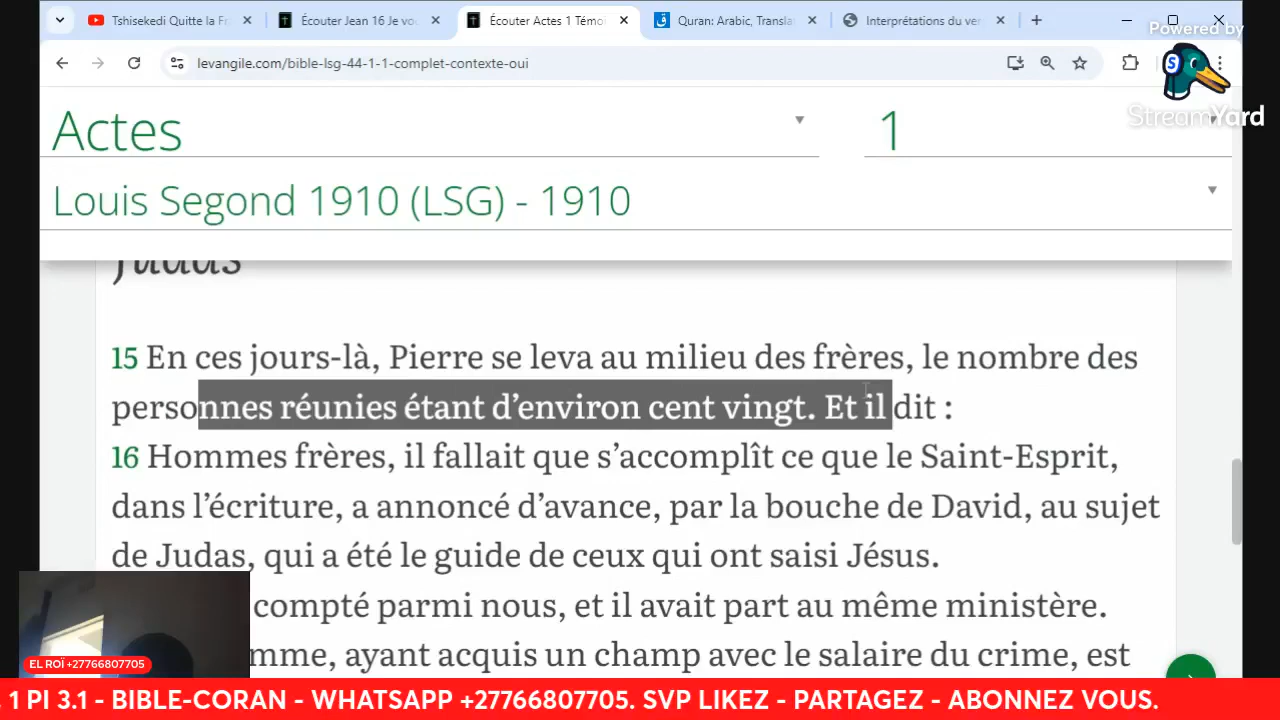 Tshisekedi Quitte la Fr
Écouter Jean 16 Je vou
Écouter Actes 1 Témoi
Quran: Arabic, Transla
Interprétations du ver
Powered by
levangile.com/bible-lsg-44-1-1-complet-contexte-oui
S
StreamYard
Actes
1
Louis Segond 1910 (LSG) - 1910
Judas
15 En ces jours-là, Pierre se leva au milieu des frères, le nombre des
personnes réunies étant d’environ cent vingt. Et il dit :
16 Hommes frères, il fallait que s’accomplît ce que le Saint-Esprit,
dans l’écriture, a annoncé d’avance, par la bouche de David, au sujet
de Judas, qui a été le guide de ceux qui ont saisi Jésus.
compté parmi nous, et il avait part au même ministère.
mme, ayant acquis un champ avec le salaire du crime, est
EL ROÏ +27766807705
1 PI 3.1 - BIBLE-CORAN - WHATSAPP +27766807705. SVP LIKEZ - PARTAGEZ - ABONNEZ VOUS.